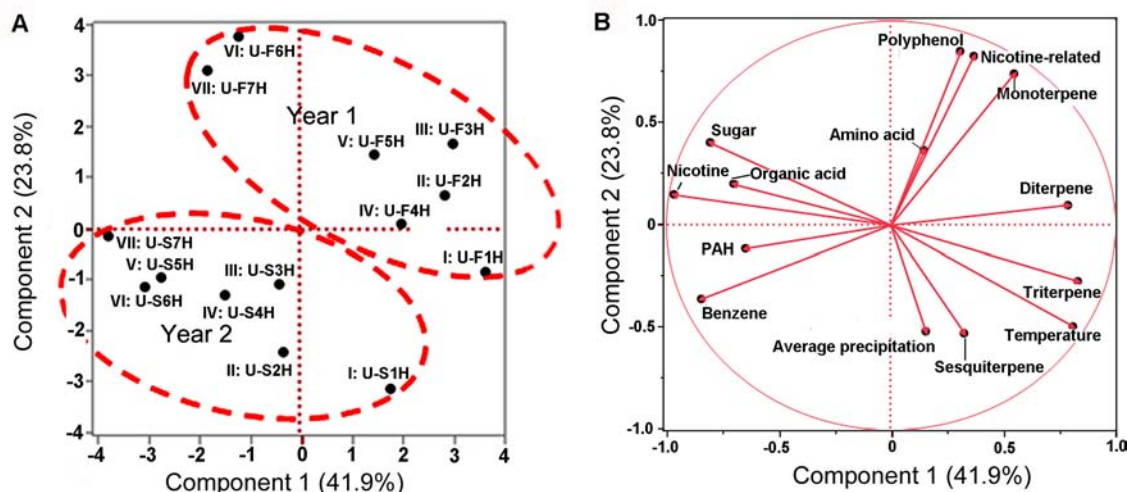 A
4
3
2
1
0
-1
-2
-3
-4
-4
-3
-2
-1
0
1
2
3
4
Component 2 (23.8%)
Component 1 (41.9%)
VI: U-F6H
VII: U-F7H
Year 1
III: U-F3H
V: U-F5H
II: U-F2H
IV: U-F4H
I: U-F1H
VII: U-S7H
V: U-S5H
III: U-S3H
VI: U-S6H
IV: U-S4H
Year 2
II: U-S2H
I: U-S1H
B
1.0
0.5
0
-0.5
-1.0
-1.0
-0.5
0
0.5
1.0
Component 2 (23.8%)
Component 1 (41.9%)
Polyphenol
Nicotine-related
Monoterpene
Amino acid
Sugar
Nicotine
Organic acid
Diterpene
PAH
Triterpene
Benzene
Temperature
Average precipitation
Sesquiterpene